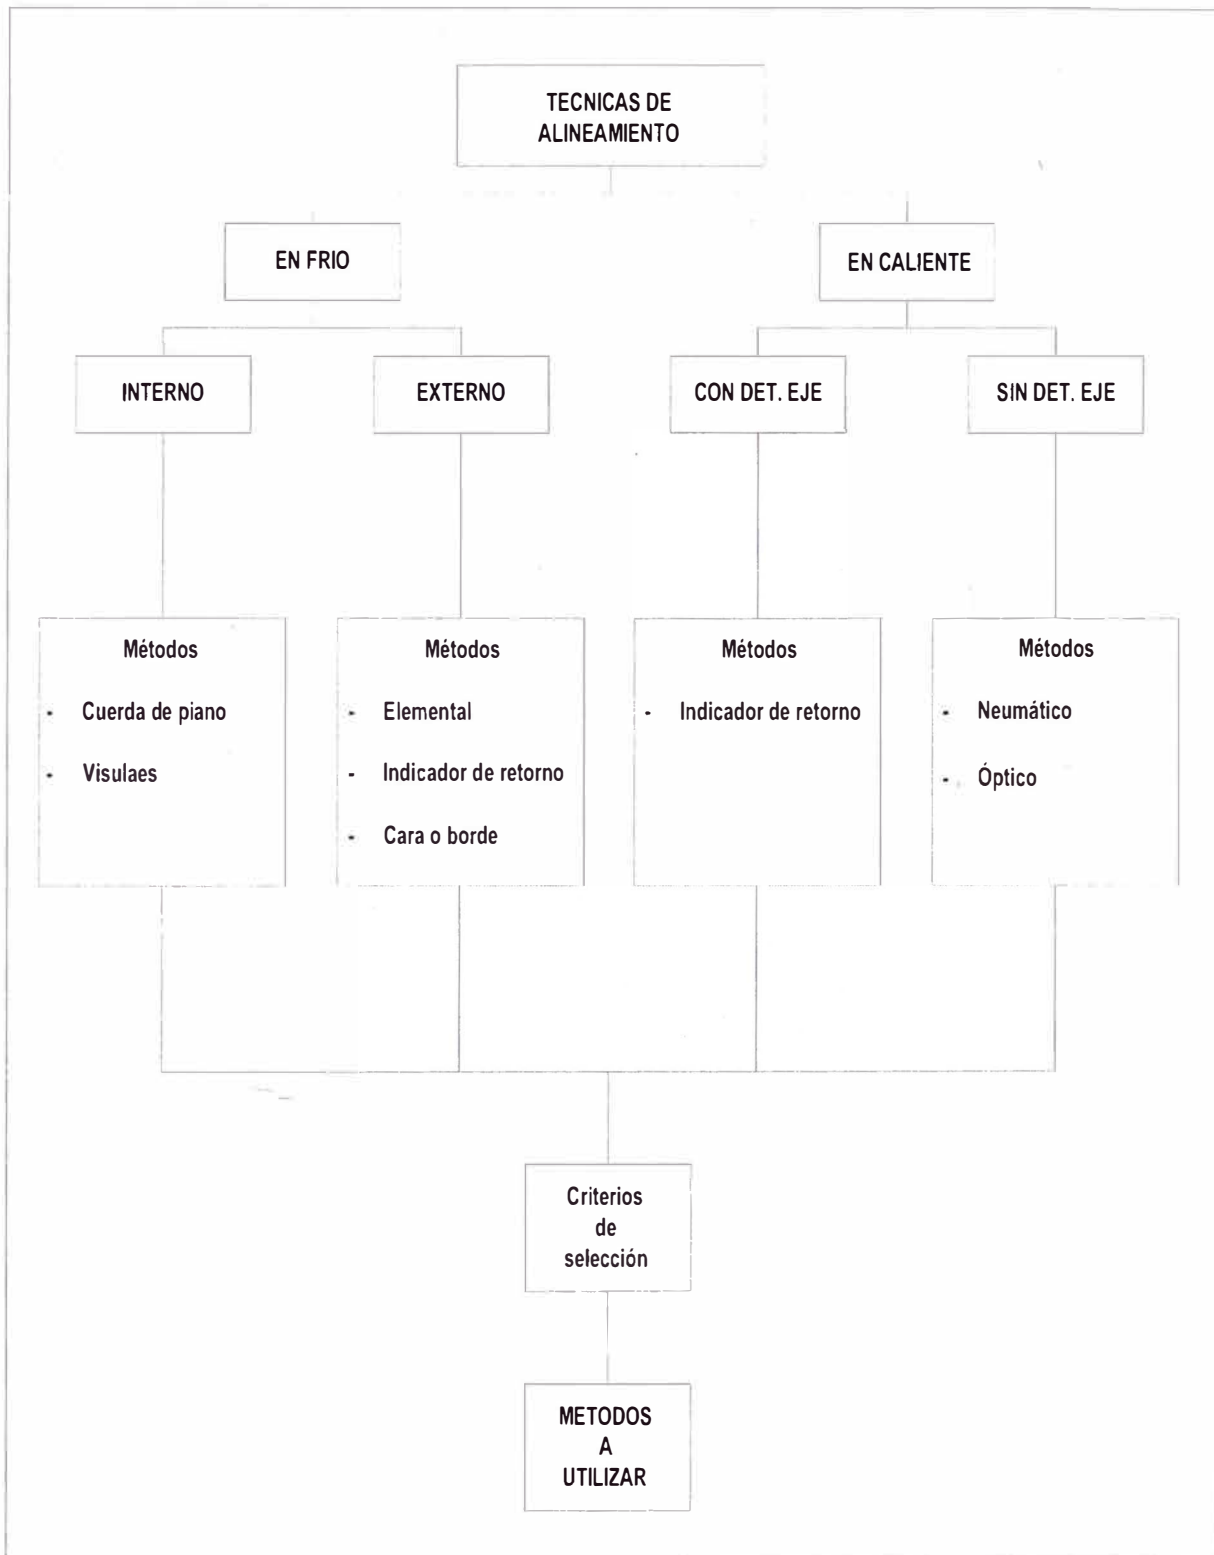 TECNICAS DE
ALINEAMIENTO
EN FRIO
EN CALIENTE
INTERNO
EXTERNO
CON DET. EJE
SIN DET. EJE
Métodos
- Cuerda de piano
- Visulaes
Métodos
- Elemental
- Indicador de retorno
- Cara o borde
Métodos
- Indicador de retorno
Métodos
- Neumático
- Óptico
Criterios
de
selección
METODOS
A
UTILIZAR